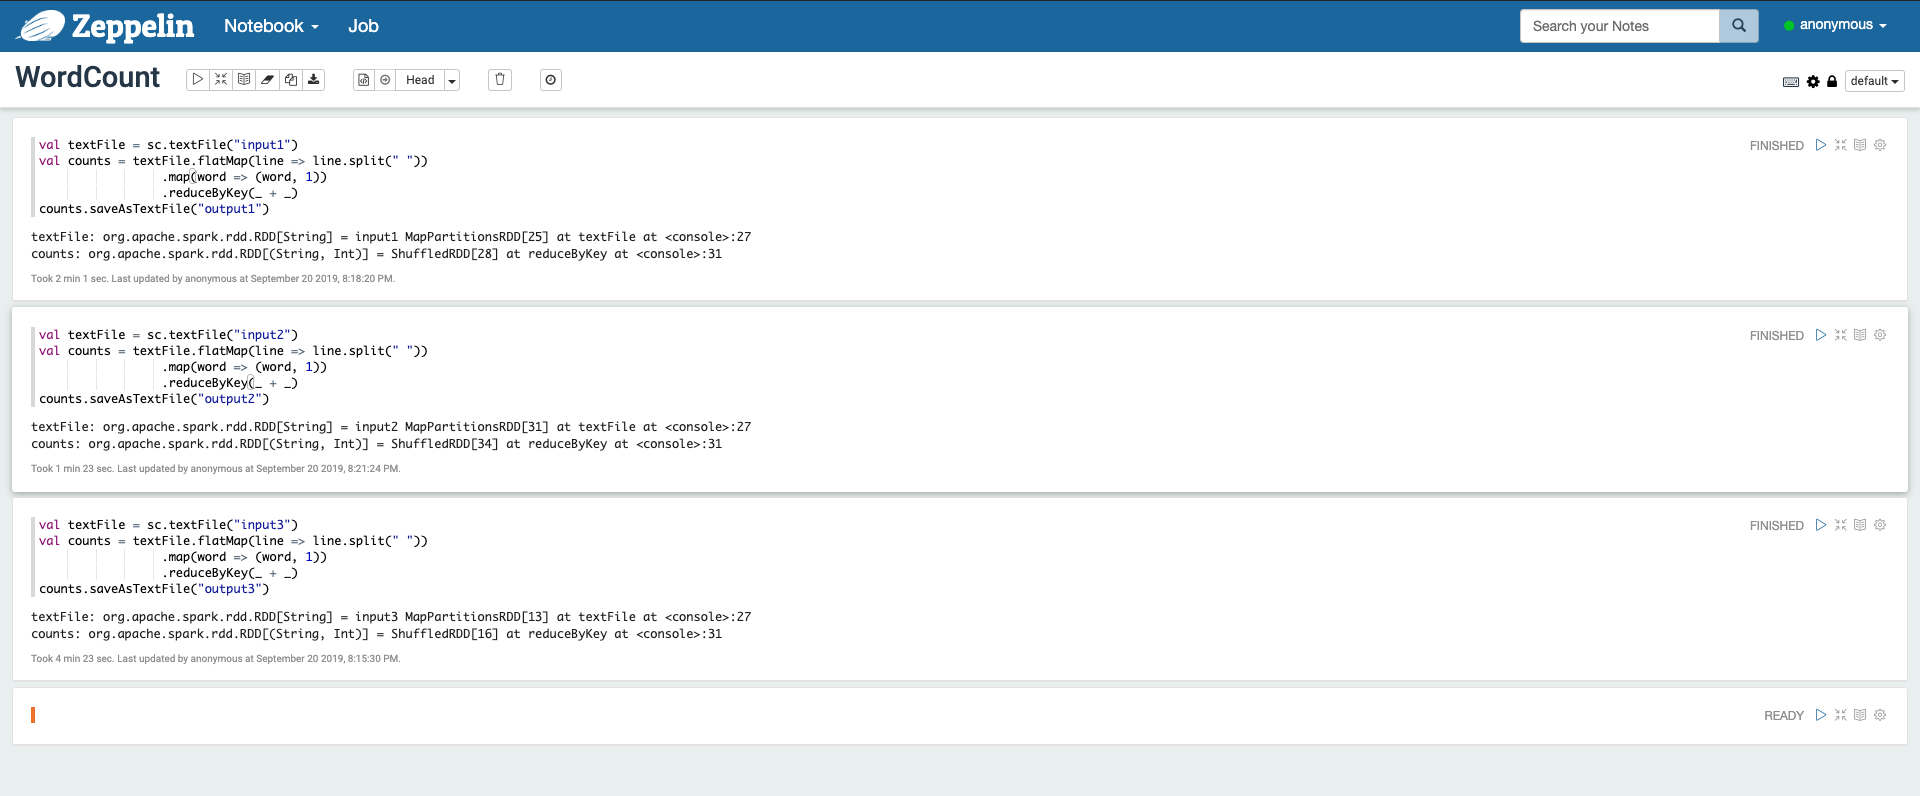 Zeppelin Notebook Job Search your Notes anonymous
WordCount Head default
val textFile = sc.textFile("input1") FINISHED
val counts = textFile.flatMap(line => line.split(" "))
.map(word => (word, 1))
.reduceByKey(_ + _)
counts.saveAsTextFile("output1")
textFile: org.apache.spark.rdd.RDD[String] = input1 MapPartitionsRDD[25] at textFile at <console>:27
counts: org.apache.spark.rdd.RDD[(String, Int)] = ShuffledRDD[28] at reduceByKey at <console>:31
Took 2 min 1 sec. Last updated by anonymous at September 20 2019, 8:18:20 PM.
val textFile = sc.textFile("input2") FINISHED
val counts = textFile.flatMap(line => line.split(" "))
.map(word => (word, 1))
.reduceByKey(_ + _)
counts.saveAsTextFile("output2")
textFile: org.apache.spark.rdd.RDD[String] = input2 MapPartitionsRDD[31] at textFile at <console>:27
counts: org.apache.spark.rdd.RDD[(String, Int)] = ShuffledRDD[34] at reduceByKey at <console>:31
Took 1 min 23 sec. Last updated by anonymous at September 20 2019, 8:21:24 PM.
val textFile = sc.textFile("input3") FINISHED
val counts = textFile.flatMap(line => line.split(" "))
.map(word => (word, 1))
.reduceByKey(_ + _)
counts.saveAsTextFile("output3")
textFile: org.apache.spark.rdd.RDD[String] = input3 MapPartitionsRDD[13] at textFile at <console>:27
counts: org.apache.spark.rdd.RDD[(String, Int)] = ShuffledRDD[16] at reduceByKey at <console>:31
Took 4 min 23 sec. Last updated by anonymous at September 20 2019, 8:15:30 PM.
READY